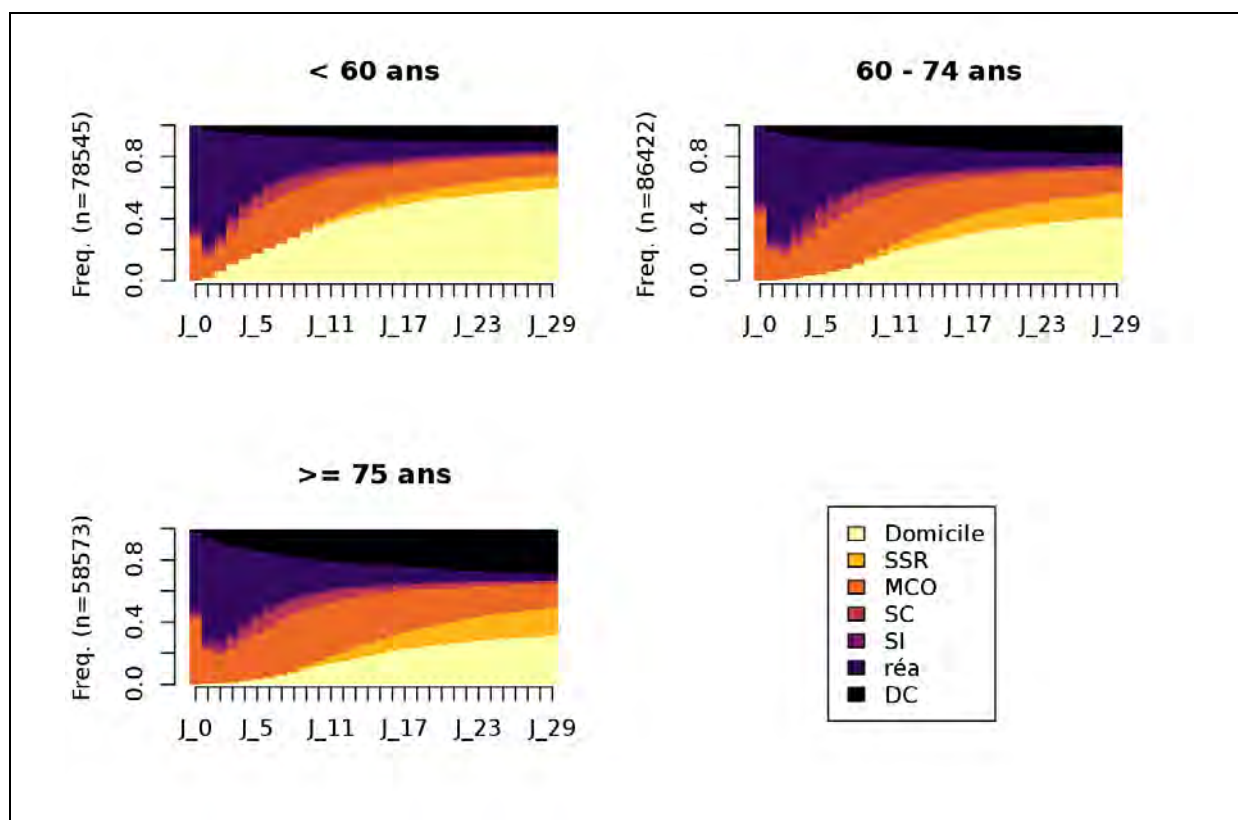 < 60 ans
Freq. (n=78545)
0.8
0.4
0.0
J_0 J_5 J_11 J_17 J_23 J_29
60 - 74 ans
Freq. (n=86422)
0.8
0.4
0.0
J_0 J_5 J_11 J_17 J_23 J_29
>= 75 ans
Freq. (n=58573)
0.8
0.4
0.0
J_0 J_5 J_11 J_17 J_23 J_29
Domicile
SSR
MCO
SC
SI
réa
DC